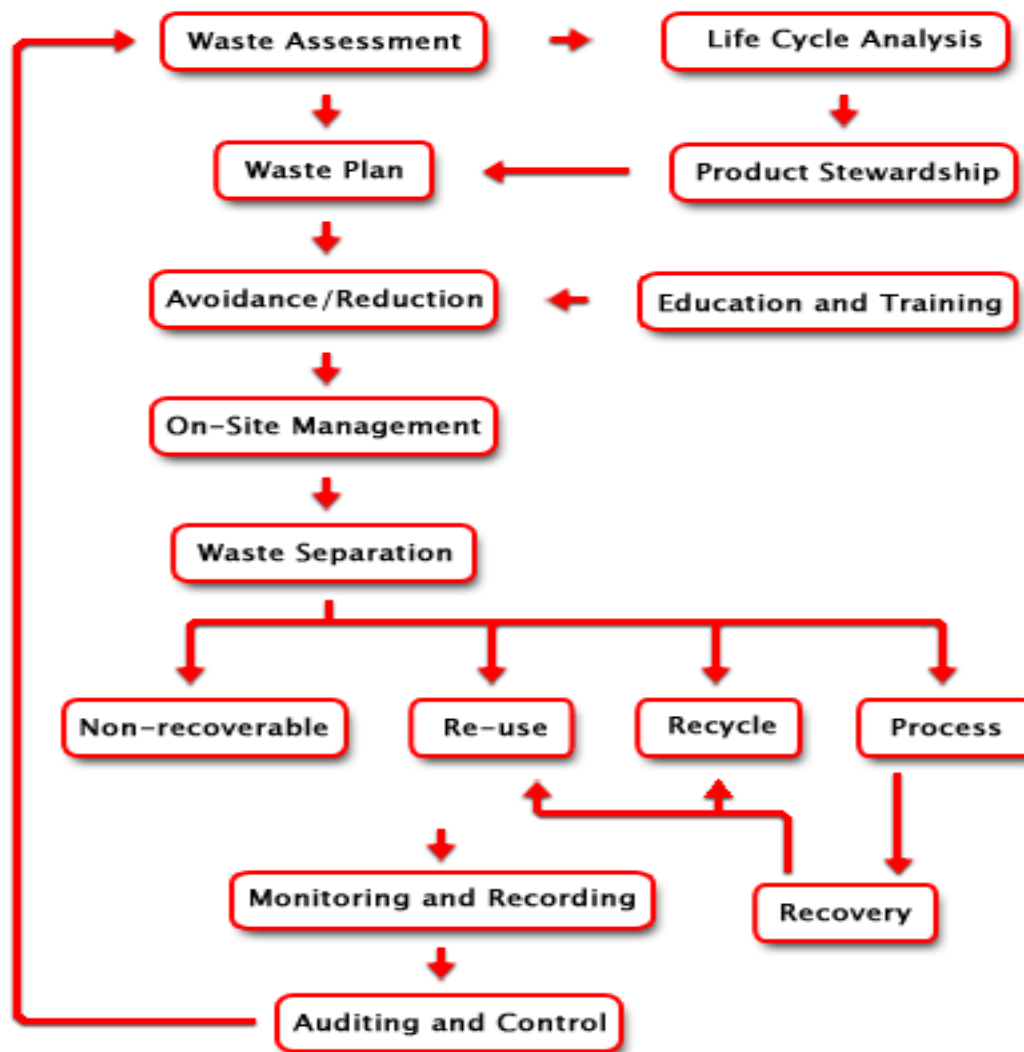 Waste Assessment
Life Cycle Analysis
Waste Plan
Product Stewardship
Avoidance/Reduction
Education and Training
On-Site Management
Waste Separation
Non-recoverable
Re-use
Recycle
Process
Monitoring and Recording
Recovery
Auditing and Control